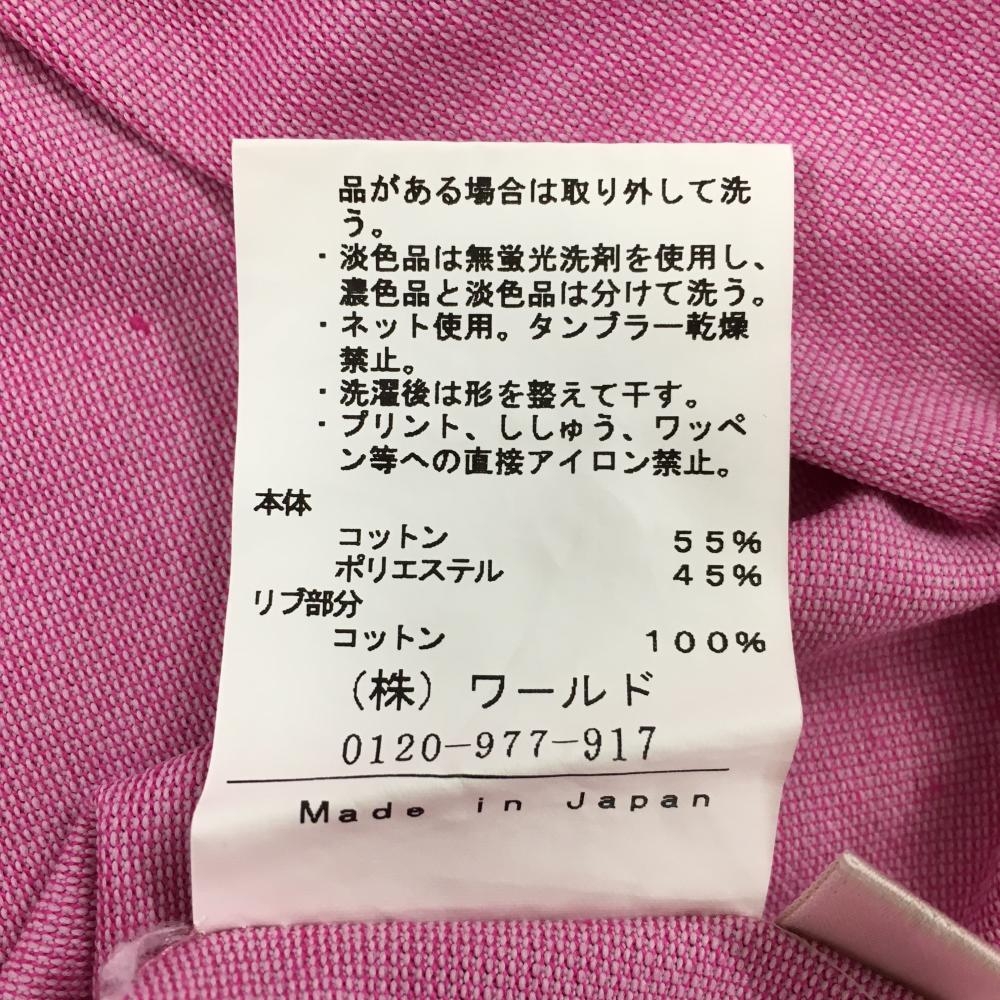 品がある場合は取り外して洗
う。
・淡色品は無蛍光洗剤を使用し、
濃色品と淡色品は分けて洗う。
・ネット使用。タンブラー乾燥
禁止。
・洗濯後は形を整えて干す。
・プリント、ししゅう、ワッペ
ン等への直接アイロン禁止。
本体
コットン 55%
ポリエステル 45%
リブ部分
コットン 100%
(株)ワールド
0120-977-917
Made in Japan